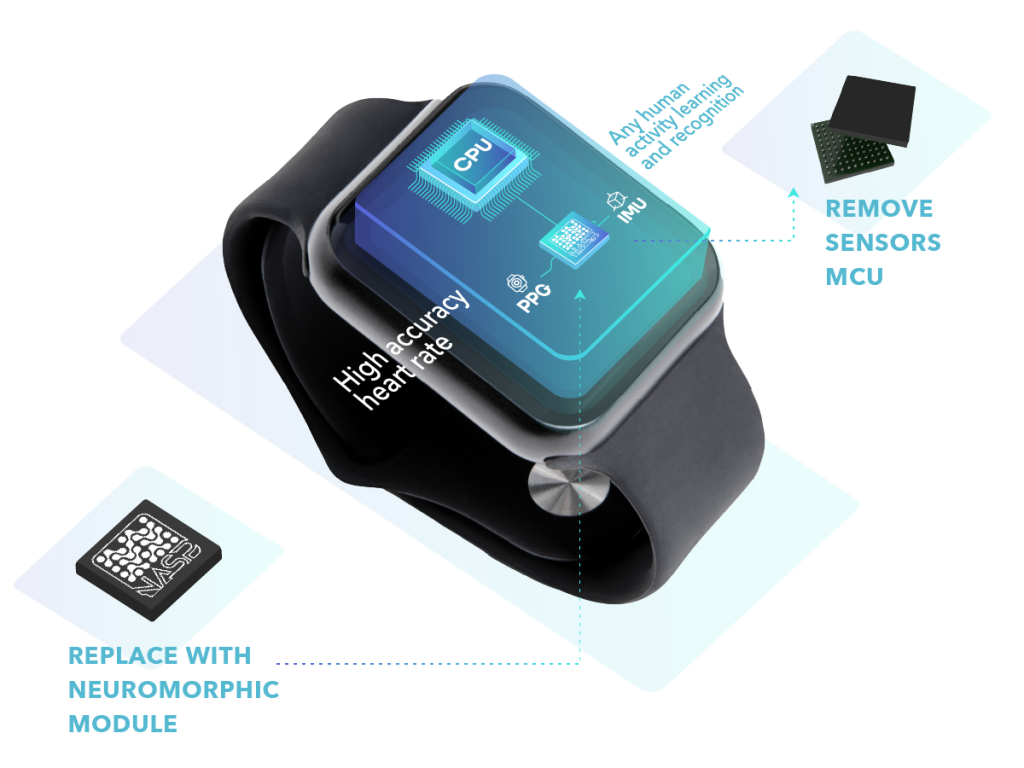 Any human
activity learning
and recognition
CPU
IMU
PPG
High accuracy
heart rate
REMOVE
SENSORS
MCU
NASP
REPLACE WITH
NEUROMORPHIC
MODULE